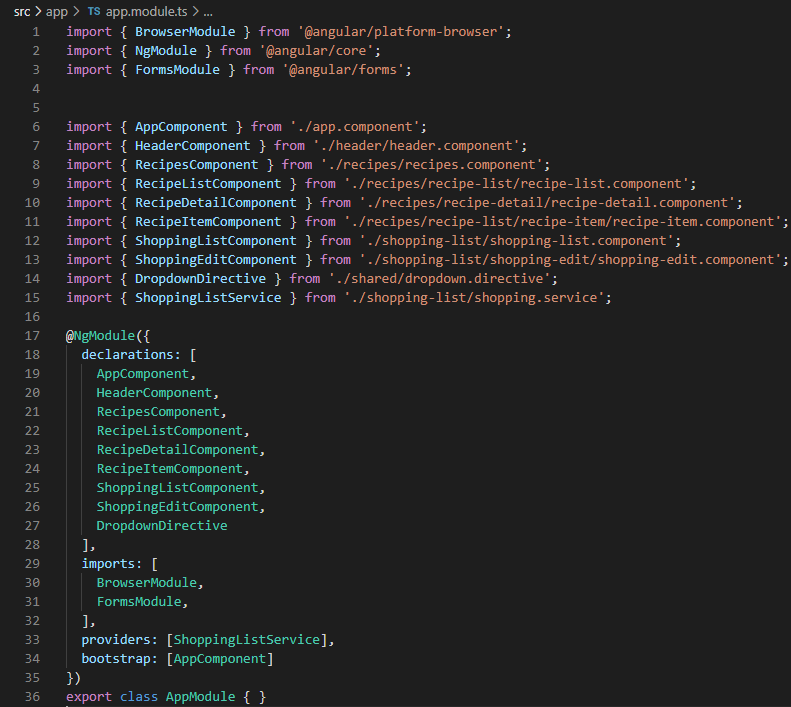 src > app > TS app.module.ts > ...
1 import { BrowserModule } from '@angular/platform-browser';
2 import { NgModule } from '@angular/core';
3 import { FormsModule } from '@angular/forms';
4
5
6 import { AppComponent } from './app.component';
7 import { HeaderComponent } from './header/header.component';
8 import { RecipesComponent } from './recipes/recipes.component';
9 import { RecipeListComponent } from './recipes/recipe-list/recipe-list.component';
10 import { RecipeDetailComponent } from './recipes/recipe-detail/recipe-detail.component';
11 import { RecipeItemComponent } from './recipes/recipe-list/recipe-item/recipe-item.component';
12 import { ShoppingListComponent } from './shopping-list/shopping-list.component';
13 import { ShoppingEditComponent } from './shopping-list/shopping-edit/shopping-edit.component';
14 import { DropdownDirective } from './shared/dropdown.directive';
15 import { ShoppingListService } from './shopping-list/shopping.service';
16
17 @NgModule({
18   declarations: [
19     AppComponent,
20     HeaderComponent,
21     RecipesComponent,
22     RecipeListComponent,
23     RecipeDetailComponent,
24     RecipeItemComponent,
25     ShoppingListComponent,
26     ShoppingEditComponent,
27     DropdownDirective
28   ],
29   imports: [
30     BrowserModule,
31     FormsModule,
32   ],
33   providers: [ShoppingListService],
34   bootstrap: [AppComponent]
35 })
36 export class AppModule { }